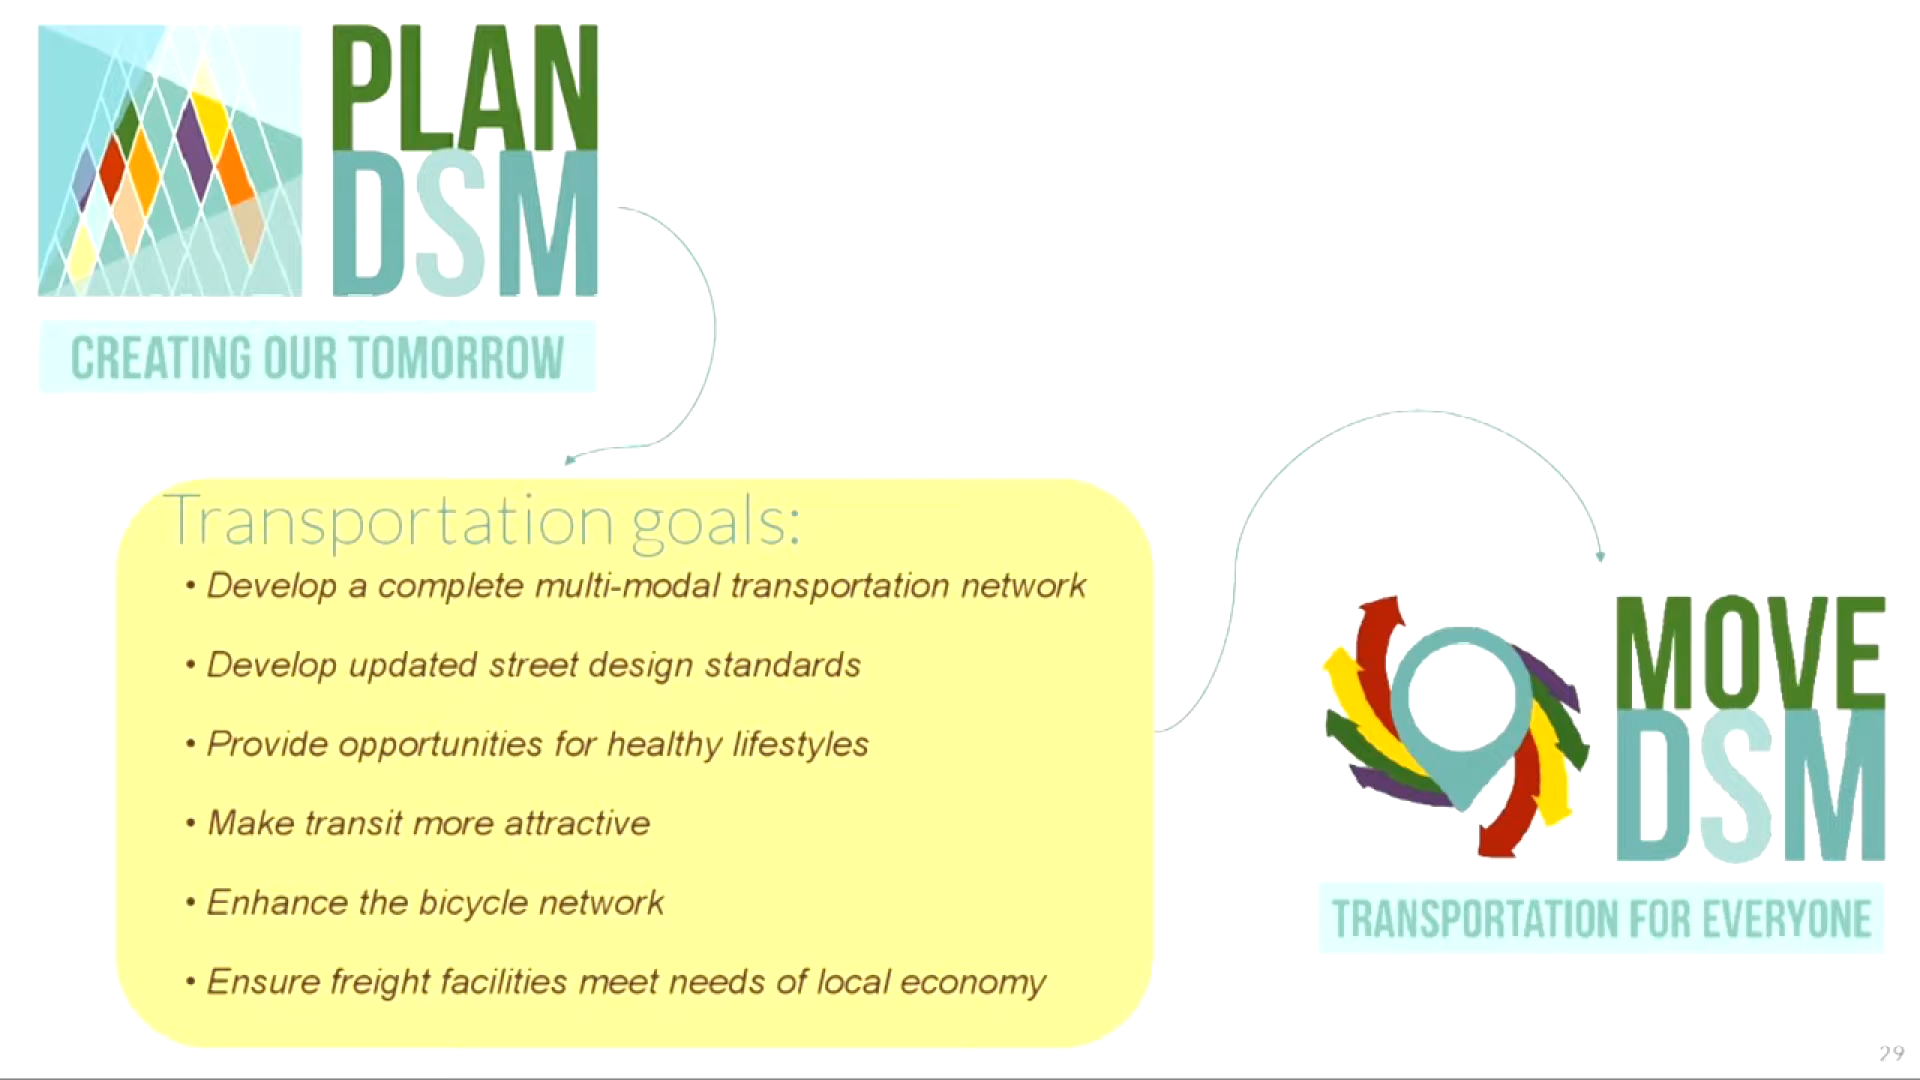 PLAN
DSM
CREATING OUR TOMORROW
Transportation goals:
• Develop a complete multi-modal transportation network
• Develop updated street design standards
• Provide opportunities for healthy lifestyles
• Make transit more attractive
• Enhance the bicycle network
• Ensure freight facilities meet needs of local economy
MOVE
DSM
TRANSPORTATION FOR EVERYONE
29